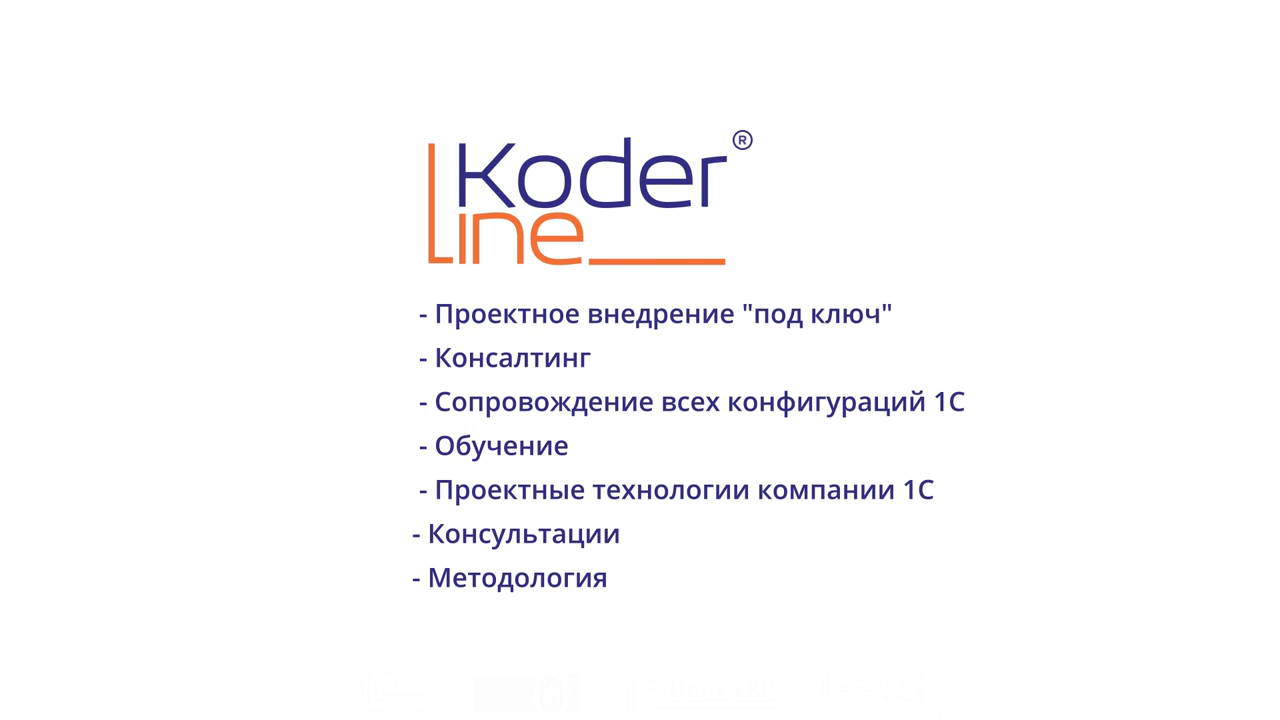 Koder ®
Line
- Проектное внедрение "под ключ"
- Консалтинг
- Сопровождение всех конфигураций 1С
- Обучение
- Проектные технологии компании 1С
- Консультации
- Методология